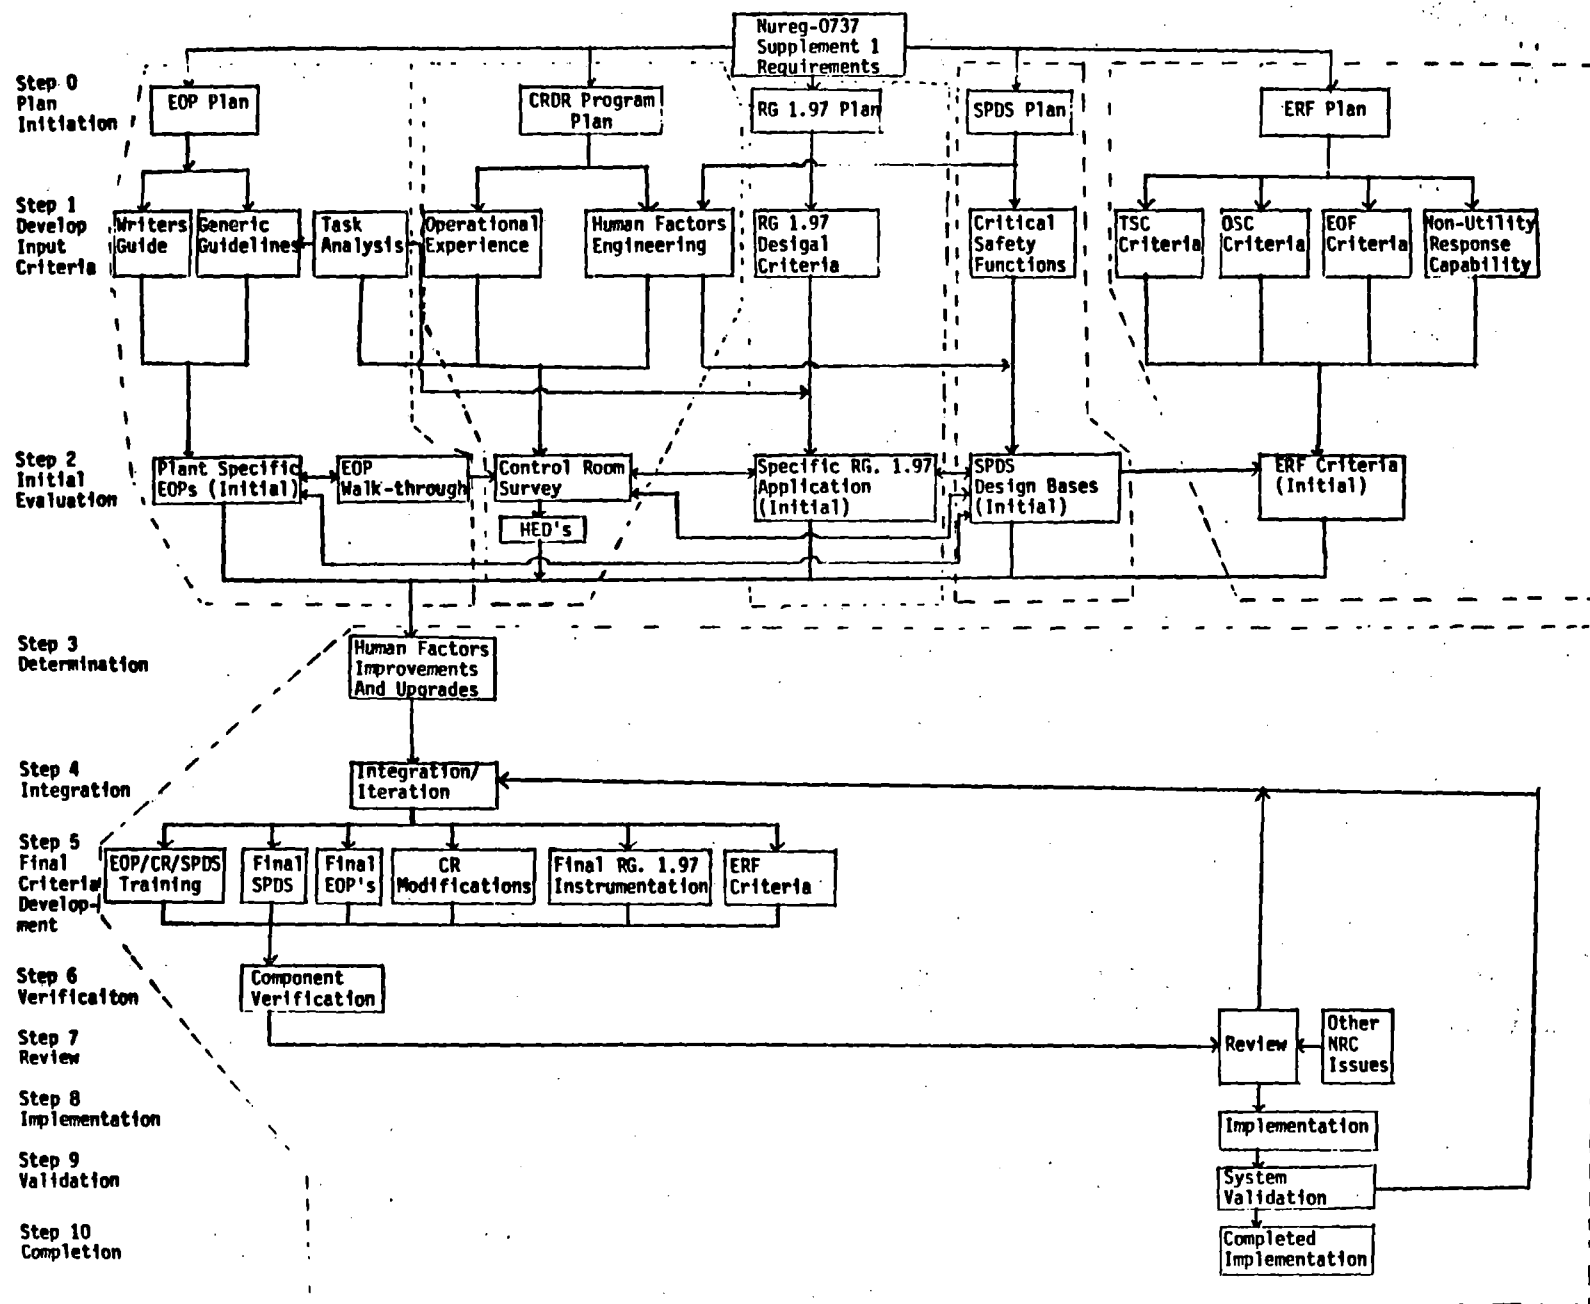 Nureg-0737
Supplement 1
Requirements
Step 0
Plan
Initiation
EOP Plan
CRDR Program
Plan
RG 1.97 Plan
SPDS Plan
ERF Plan
Step 1
Develop
Input
Criteria
Writers
Guide
Generic
Guidelines
Task
Analysis
Operational
Experience
Human Factors
Engineering
RG 1.97
Desigal
Criteria
Critical
Safety
Functions
TSC
Criteria
OSC
Criteria
EOF
Criteria
Non-Utility
Response
Capability
Step 2
Initial
Evaluation
Plant Specific
EOPs (Initial)
EOP
Walk-through
Control Room
Survey
HED's
Specific RG. 1.97
Application
(Initial)
SPDS
Design Bases
(Initial)
ERF Criteria
(Initial)
Step 3
Determination
Human Factors
Improvements
And Upgrades
Step 4
Integration
Integration/
Iteration
Step 5
Final
Criteria
Develop-
ment
EOP/CR/SPDS
Training
Final
SPDS
Final
EOP's
CR
Modifications
Final RG. 1.97
Instrumentation
ERF
Criteria
Step 6
Verificaiton
Component
Verification
Step 7
Review
Review
Other
NRC
Issues
Step 8
Implementation
Implementation
Step 9
Validation
System
Validation
Step 10
Completion
Completed
Implementation